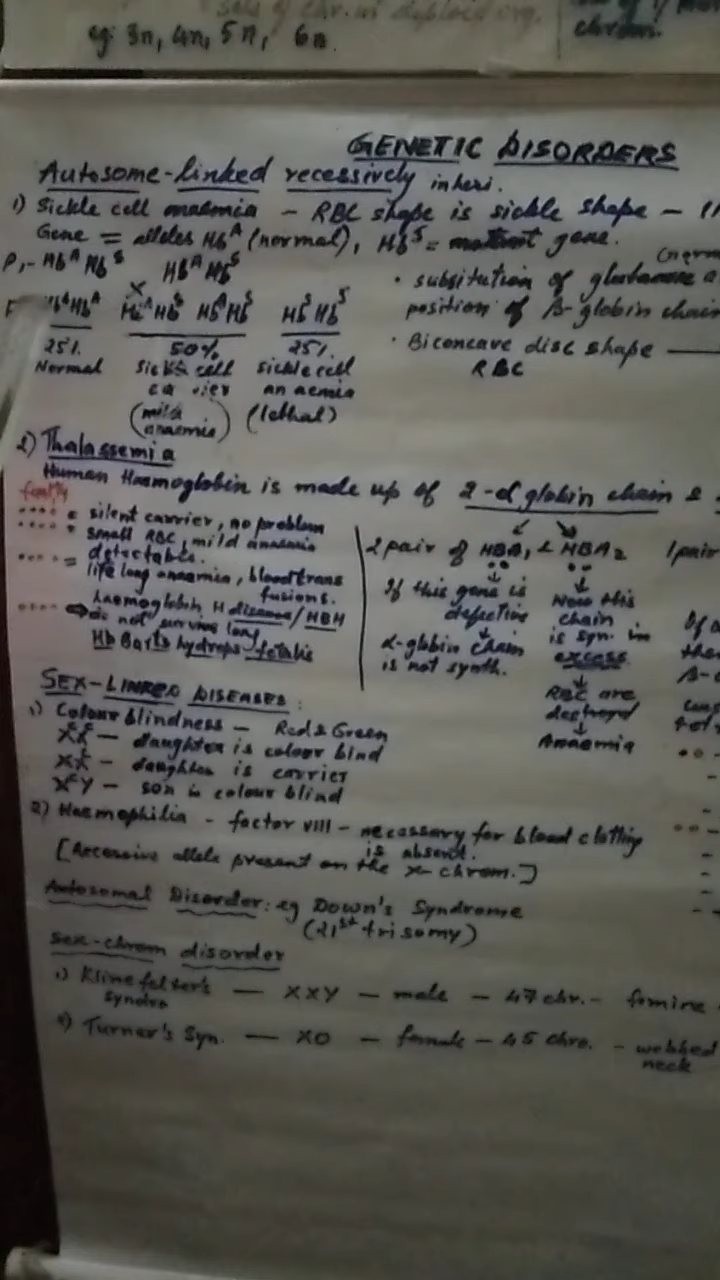 eg: 3n, 4n, 5n, 6n
chrom.
GENETIC DISORDERS
Autosome-linked recessively inheri.
1) Sickle cell anaemia - RBC shape is sickle shape -
Gene = alleles Hb^A (normal), Hb^S = mutant gene.
P,- Hb^A Hb^S   Hb^A Hb^S
X
Hb^A Hb^A   Hb^A Hb^S   Hb^A Hb^S   Hb^S Hb^S
25%   50%   25%
Normal   Sickle cell   sickle cell
anaemia
(mild anaemia)   (lethal)
• subsitution of
position of β-globin chain
• Biconcave disc shape
RBC
2) Thalassemia
Human Haemoglobin is made up of 2-α globin chain &
= silent carrier, no problem
small RBC, mild anaemia
detectable.
life long anaemia, blood trans
fusions.
haemoglobin H disease/HBH
do not survive long
Hb Barts hydrops fetalis
2 pair of HBA1 & HBA2
If this gene is
defective
α-globin chain
is not synth.
Now this
chain
is syn. in
excess
RBC are
destroyd
Anaemia
1 pair
SEX-LINKED DISEASES:
1) Colour blindness - Red & Green
- daughter is colour blind
- daughter is carrier
X^cY - son is colour blind
2) Haemophilia - factor VIII - necessary for blood clotting
is absent.
allele present on the x-chrom.]
Autosomal Disorder: eg Down's Syndrome
(21^st trisomy)
Sex-chrom disorder
1) Klinefelter's — XXY — male — 47 chr. -
2) Turner's Syn. — XO — female — 45 chro. - webbed
neck